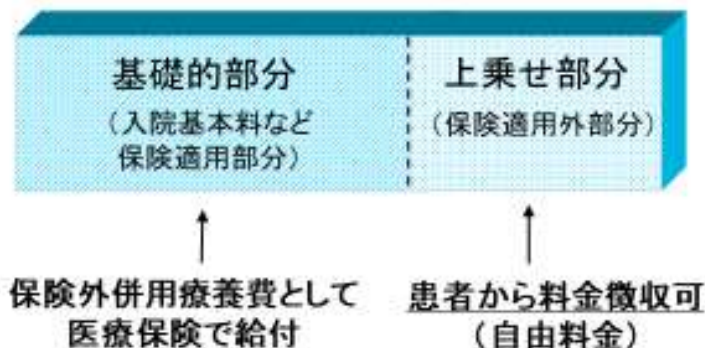 基礎的部分
（入院基本料など
保険適用部分）
上乗せ部分
（保険適用外部分）
保険外併用療養費として
医療保険で給付
患者から料金徴収可
（自由料金）